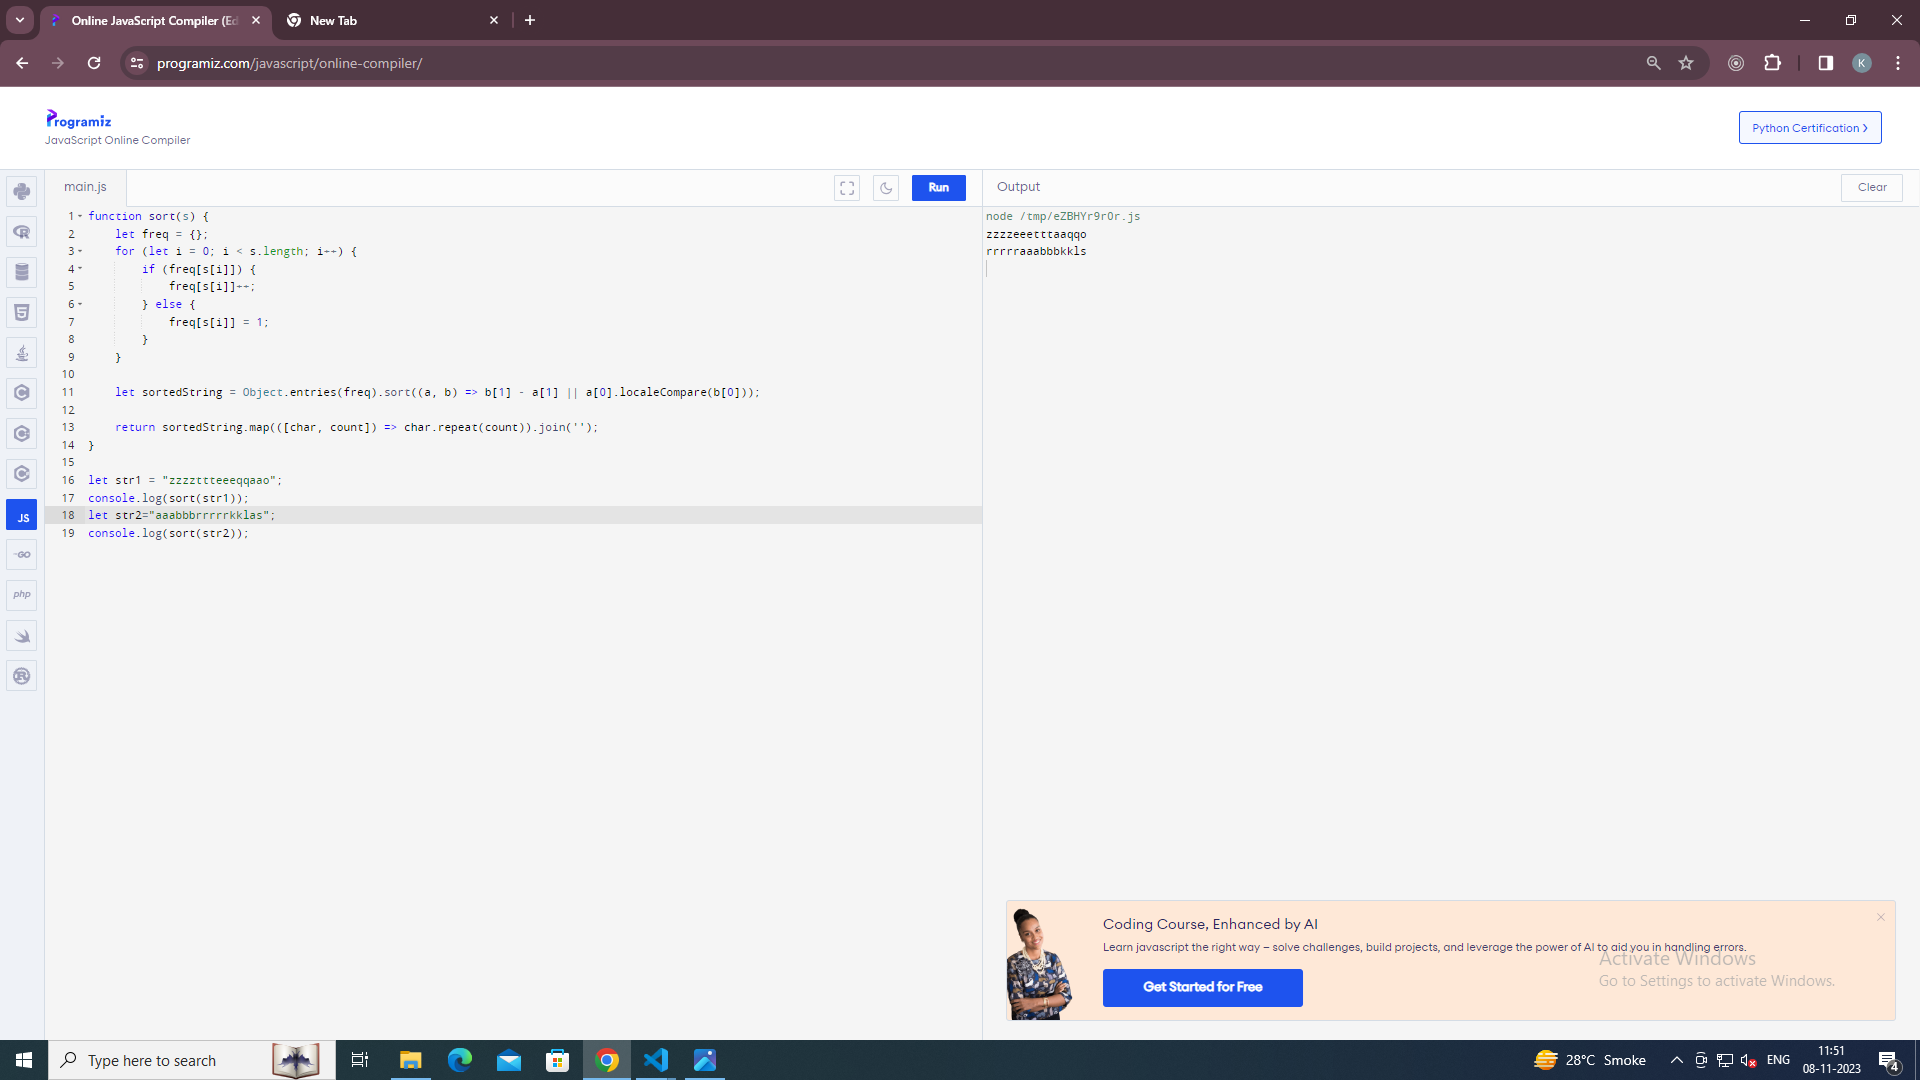 Online JavaScript Compiler (Ed
New Tab
programiz.com/javascript/online-compiler/
K
Programiz
JavaScript Online Compiler
Python Certification
main.js
Run
Output
Clear
1 function sort(s) {
2 let freq = {};
3 for (let i = 0; i < s.length; i++) {
4 if (freq[s[i]]) {
5 freq[s[i]]++;
6 } else {
7 freq[s[i]] = 1;
8 }
9 }
10
11 let sortedString = Object.entries(freq).sort((a, b) => b[1] - a[1] || a[0].localeCompare(b[0]));
12
13 return sortedString.map(([char, count]) => char.repeat(count)).join('');
14 }
15
16 let str1 = "zzzzttteeeqqaao";
17 console.log(sort(str1));
18 let str2="aaabbbrrrrrkklas";
19 console.log(sort(str2));
node /tmp/eZBHYr9rOr.js
zzzzeeetttaaqqo
rrrrraaabbbkkls
JS
GO
php
Coding Course, Enhanced by AI
Learn javascript the right way – solve challenges, build projects, and leverage the power of AI to aid you in handling errors.
Get Started for Free
Activate Windows
Go to Settings to activate Windows.
Type here to search
28°C Smoke
ENG
11:51
08-11-2023
4